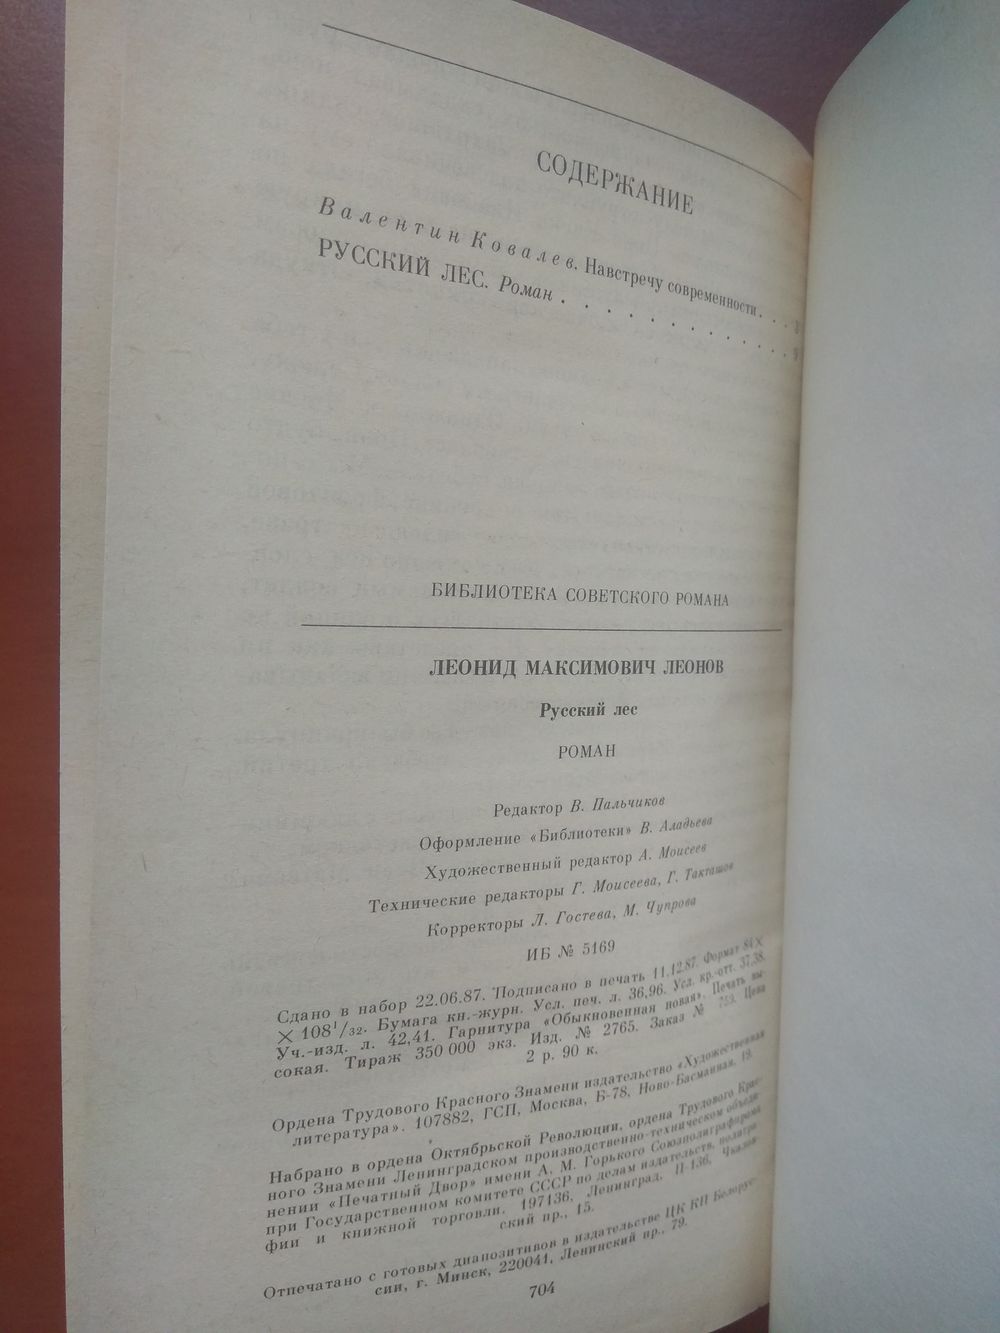 СОДЕРЖАНИЕ
Валентин Ковалев. Навстречу современности . . . 3
РУССКИЙ ЛЕС. Роман . . . . . . . . . . . . . 9
БИБЛИОТЕКА СОВЕТСКОГО РОМАНА
ЛЕОНИД МАКСИМОВИЧ ЛЕОНОВ
Русский лес
РОМАН
Редактор В. Пальчиков
Оформление «Библиотеки» В. Аладьева
Художественный редактор А. Моисеев
Технические редакторы Г. Моисеева, Г. Такташов
Корректоры Л. Гостева, М. Чупрова
ИБ № 5169
Сдано в набор 22.06.87. Подписано в печать 11.12.87. Формат 84×
×108¹/₃₂. Бумага кн.-журн. Усл. печ. л. 36,96. Усл. кр.-отт. 37,38.
Уч.-изд. л. 42,41. Гарнитура «Обыкновенная новая». Печать вы-
сокая. Тираж 350 000 экз. Изд. № 2765. Заказ № 753. Цена
2 р. 90 к.
Ордена Трудового Красного Знамени издательство «Художественная
литература». 107882, ГСП, Москва, Б-78, Ново-Басманная, 19.
Набрано в ордена Октябрьской Революции, ордена Трудового Крас-
ного Знамени Ленинградском производственно-техническом объеди-
нении «Печатный Двор» имени А. М. Горького Союзполиграфпрома
при Государственном комитете СССР по делам издательств, полигра-
фии и книжной торговли. 197136, Ленинград, П-136, Чкалов-
ский пр., 15.
Отпечатано с готовых диапозитивов в издательстве ЦК КП Белорус-
сии, г. Минск, 220041, Ленинский пр., 79.
704